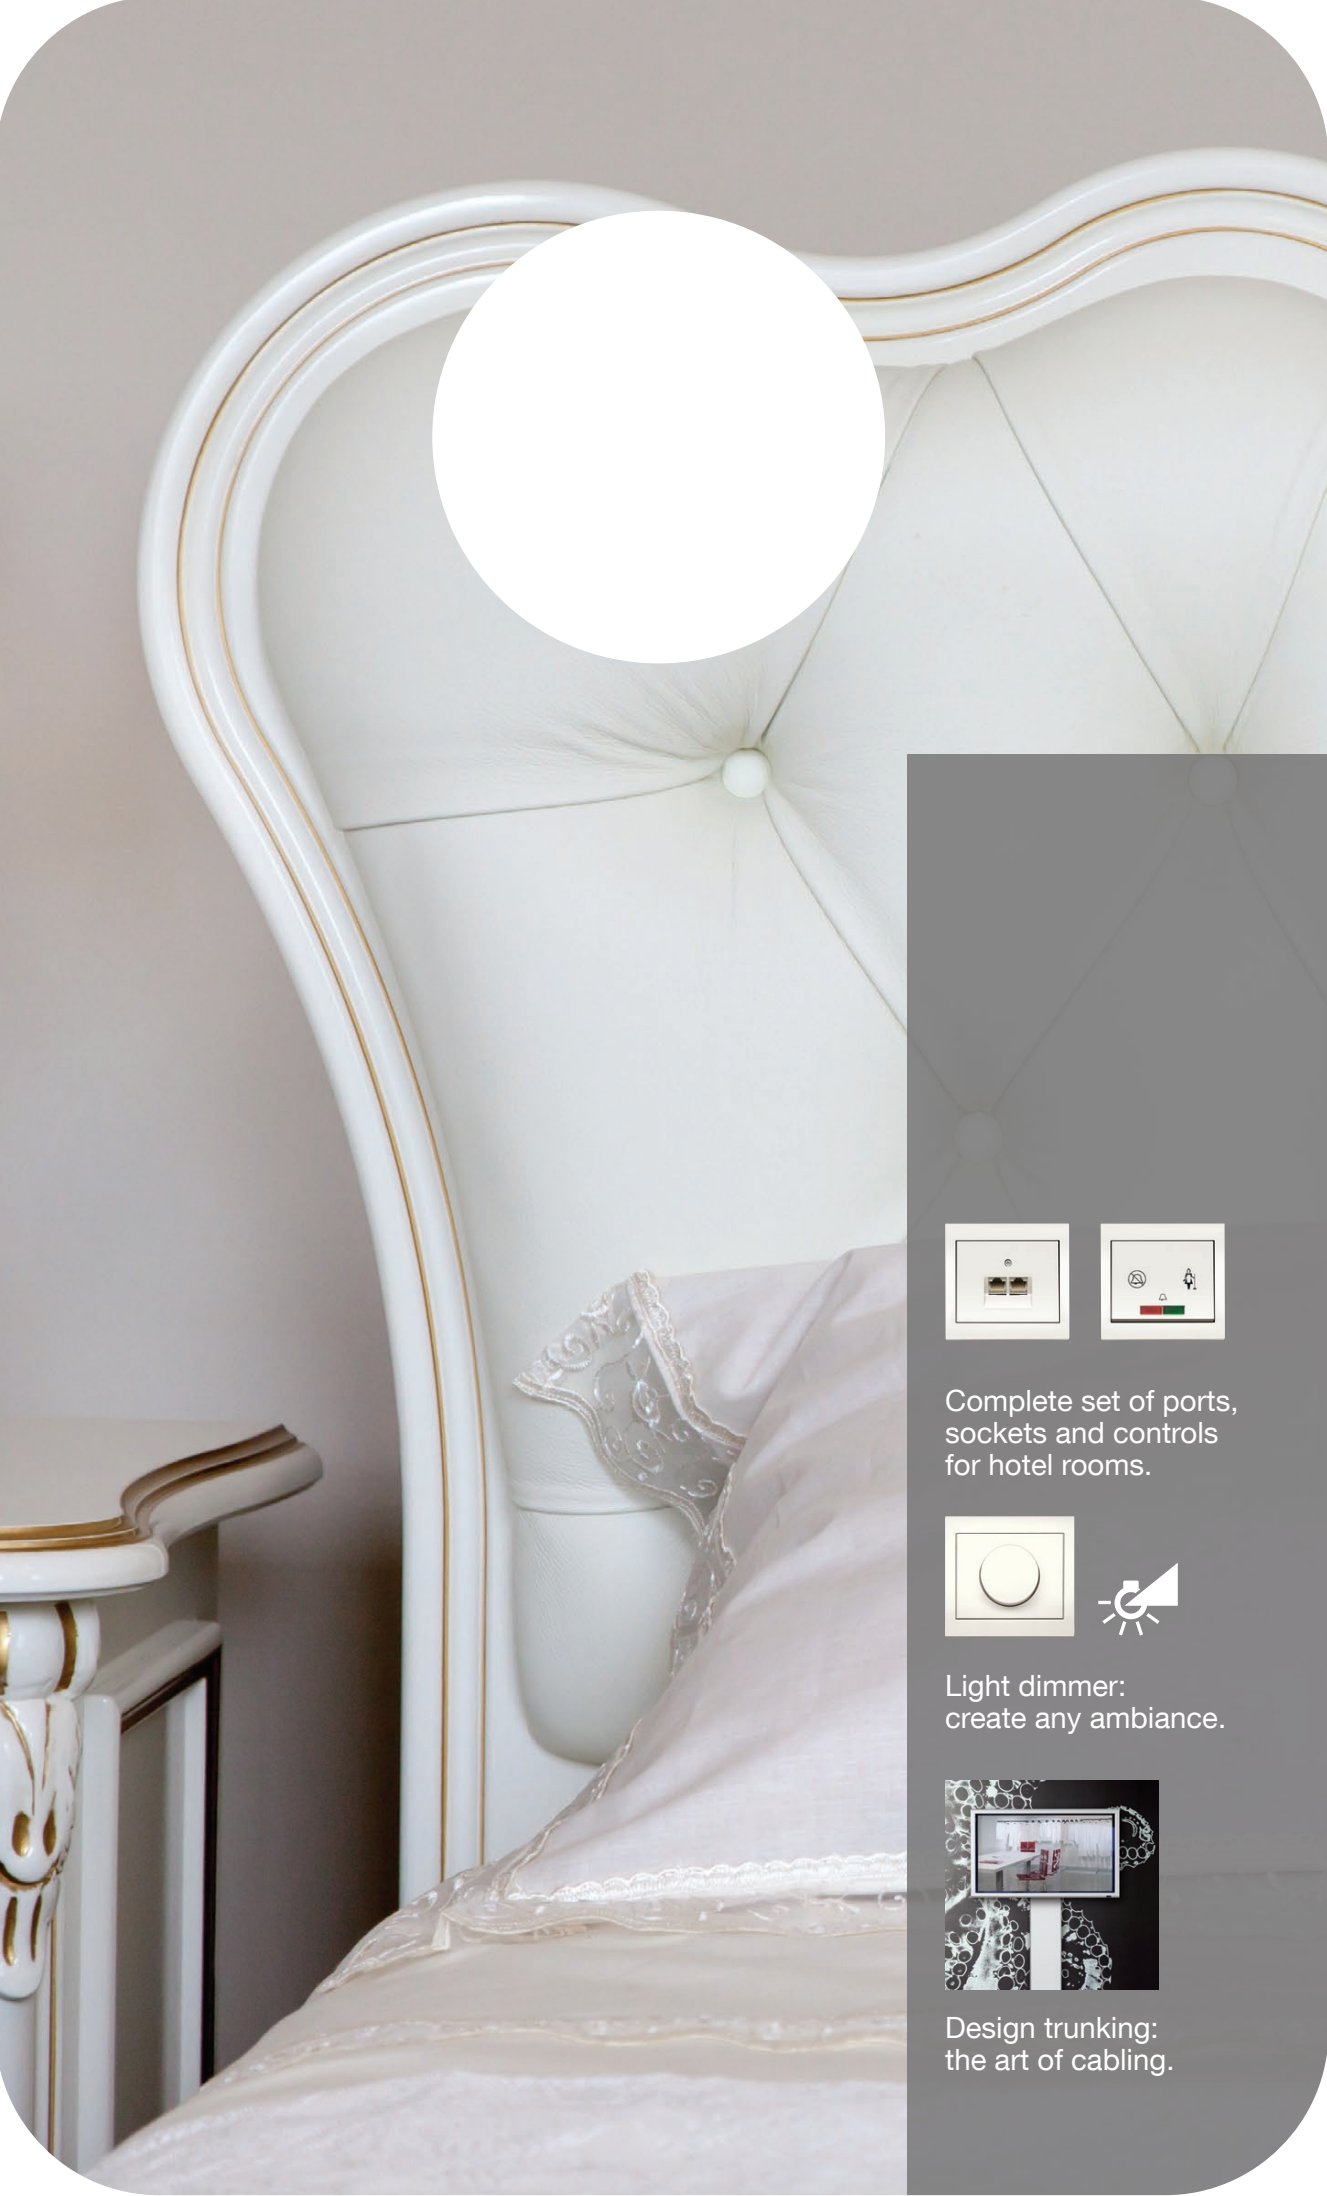 Complete set of ports,
sockets and controls
for hotel rooms.
Light dimmer:
create any ambiance.
Design trunking:
the art of cabling.